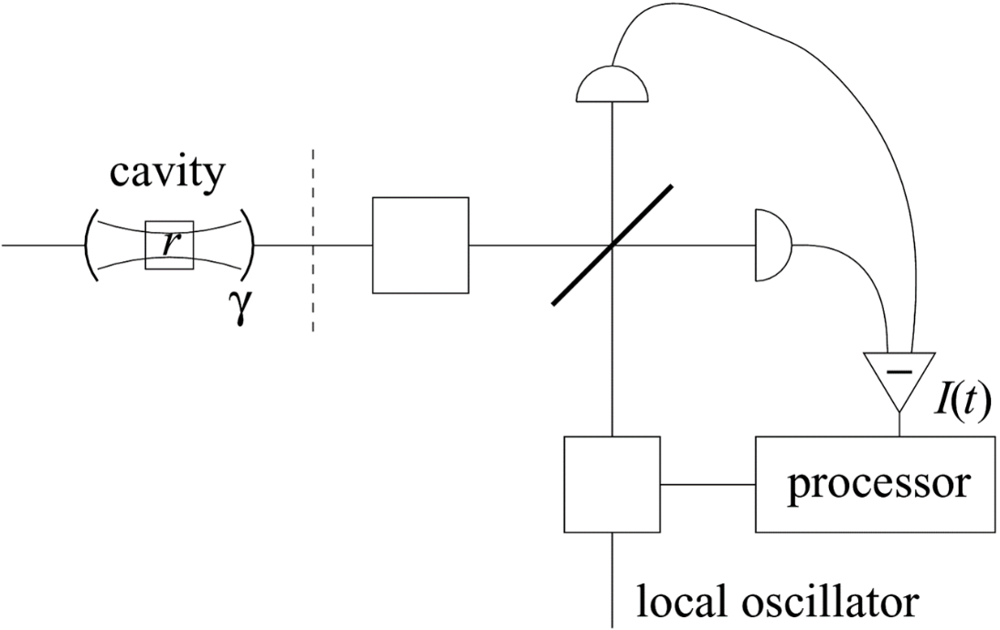 cavity
r
γ
−
I(t)
processor
local oscillator